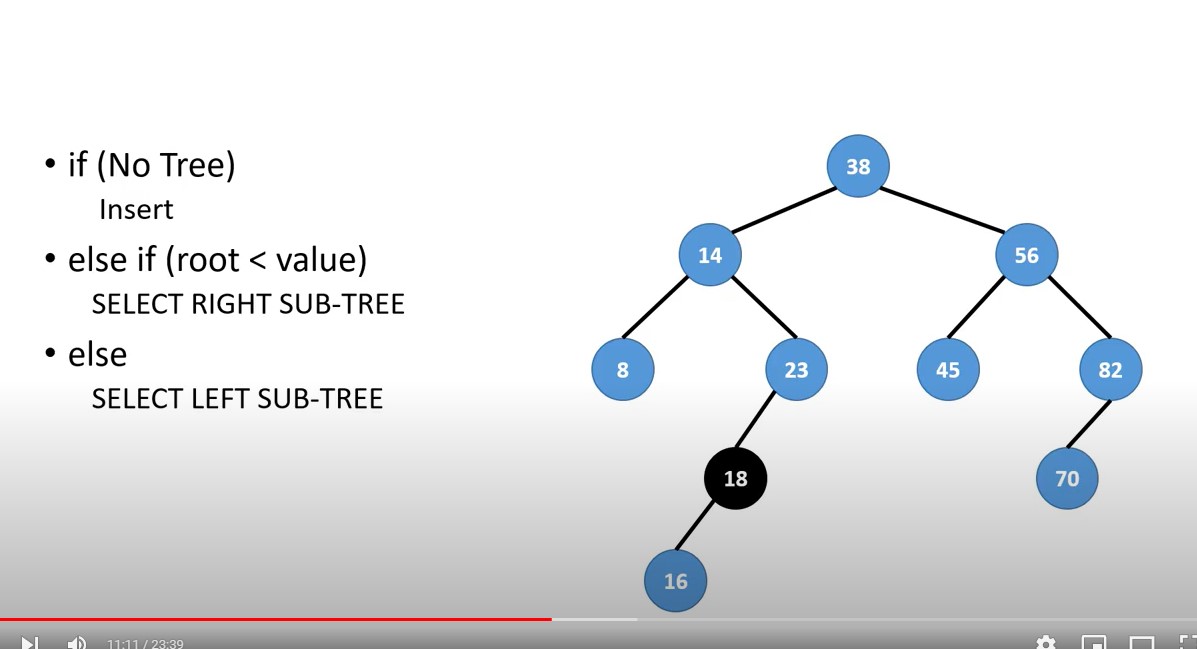 • if (No Tree)
Insert
• else if (root < value)
SELECT RIGHT SUB-TREE
• else
SELECT LEFT SUB-TREE
38
14 56
8 23 45 82
18 70
16
11:11 / 23:39